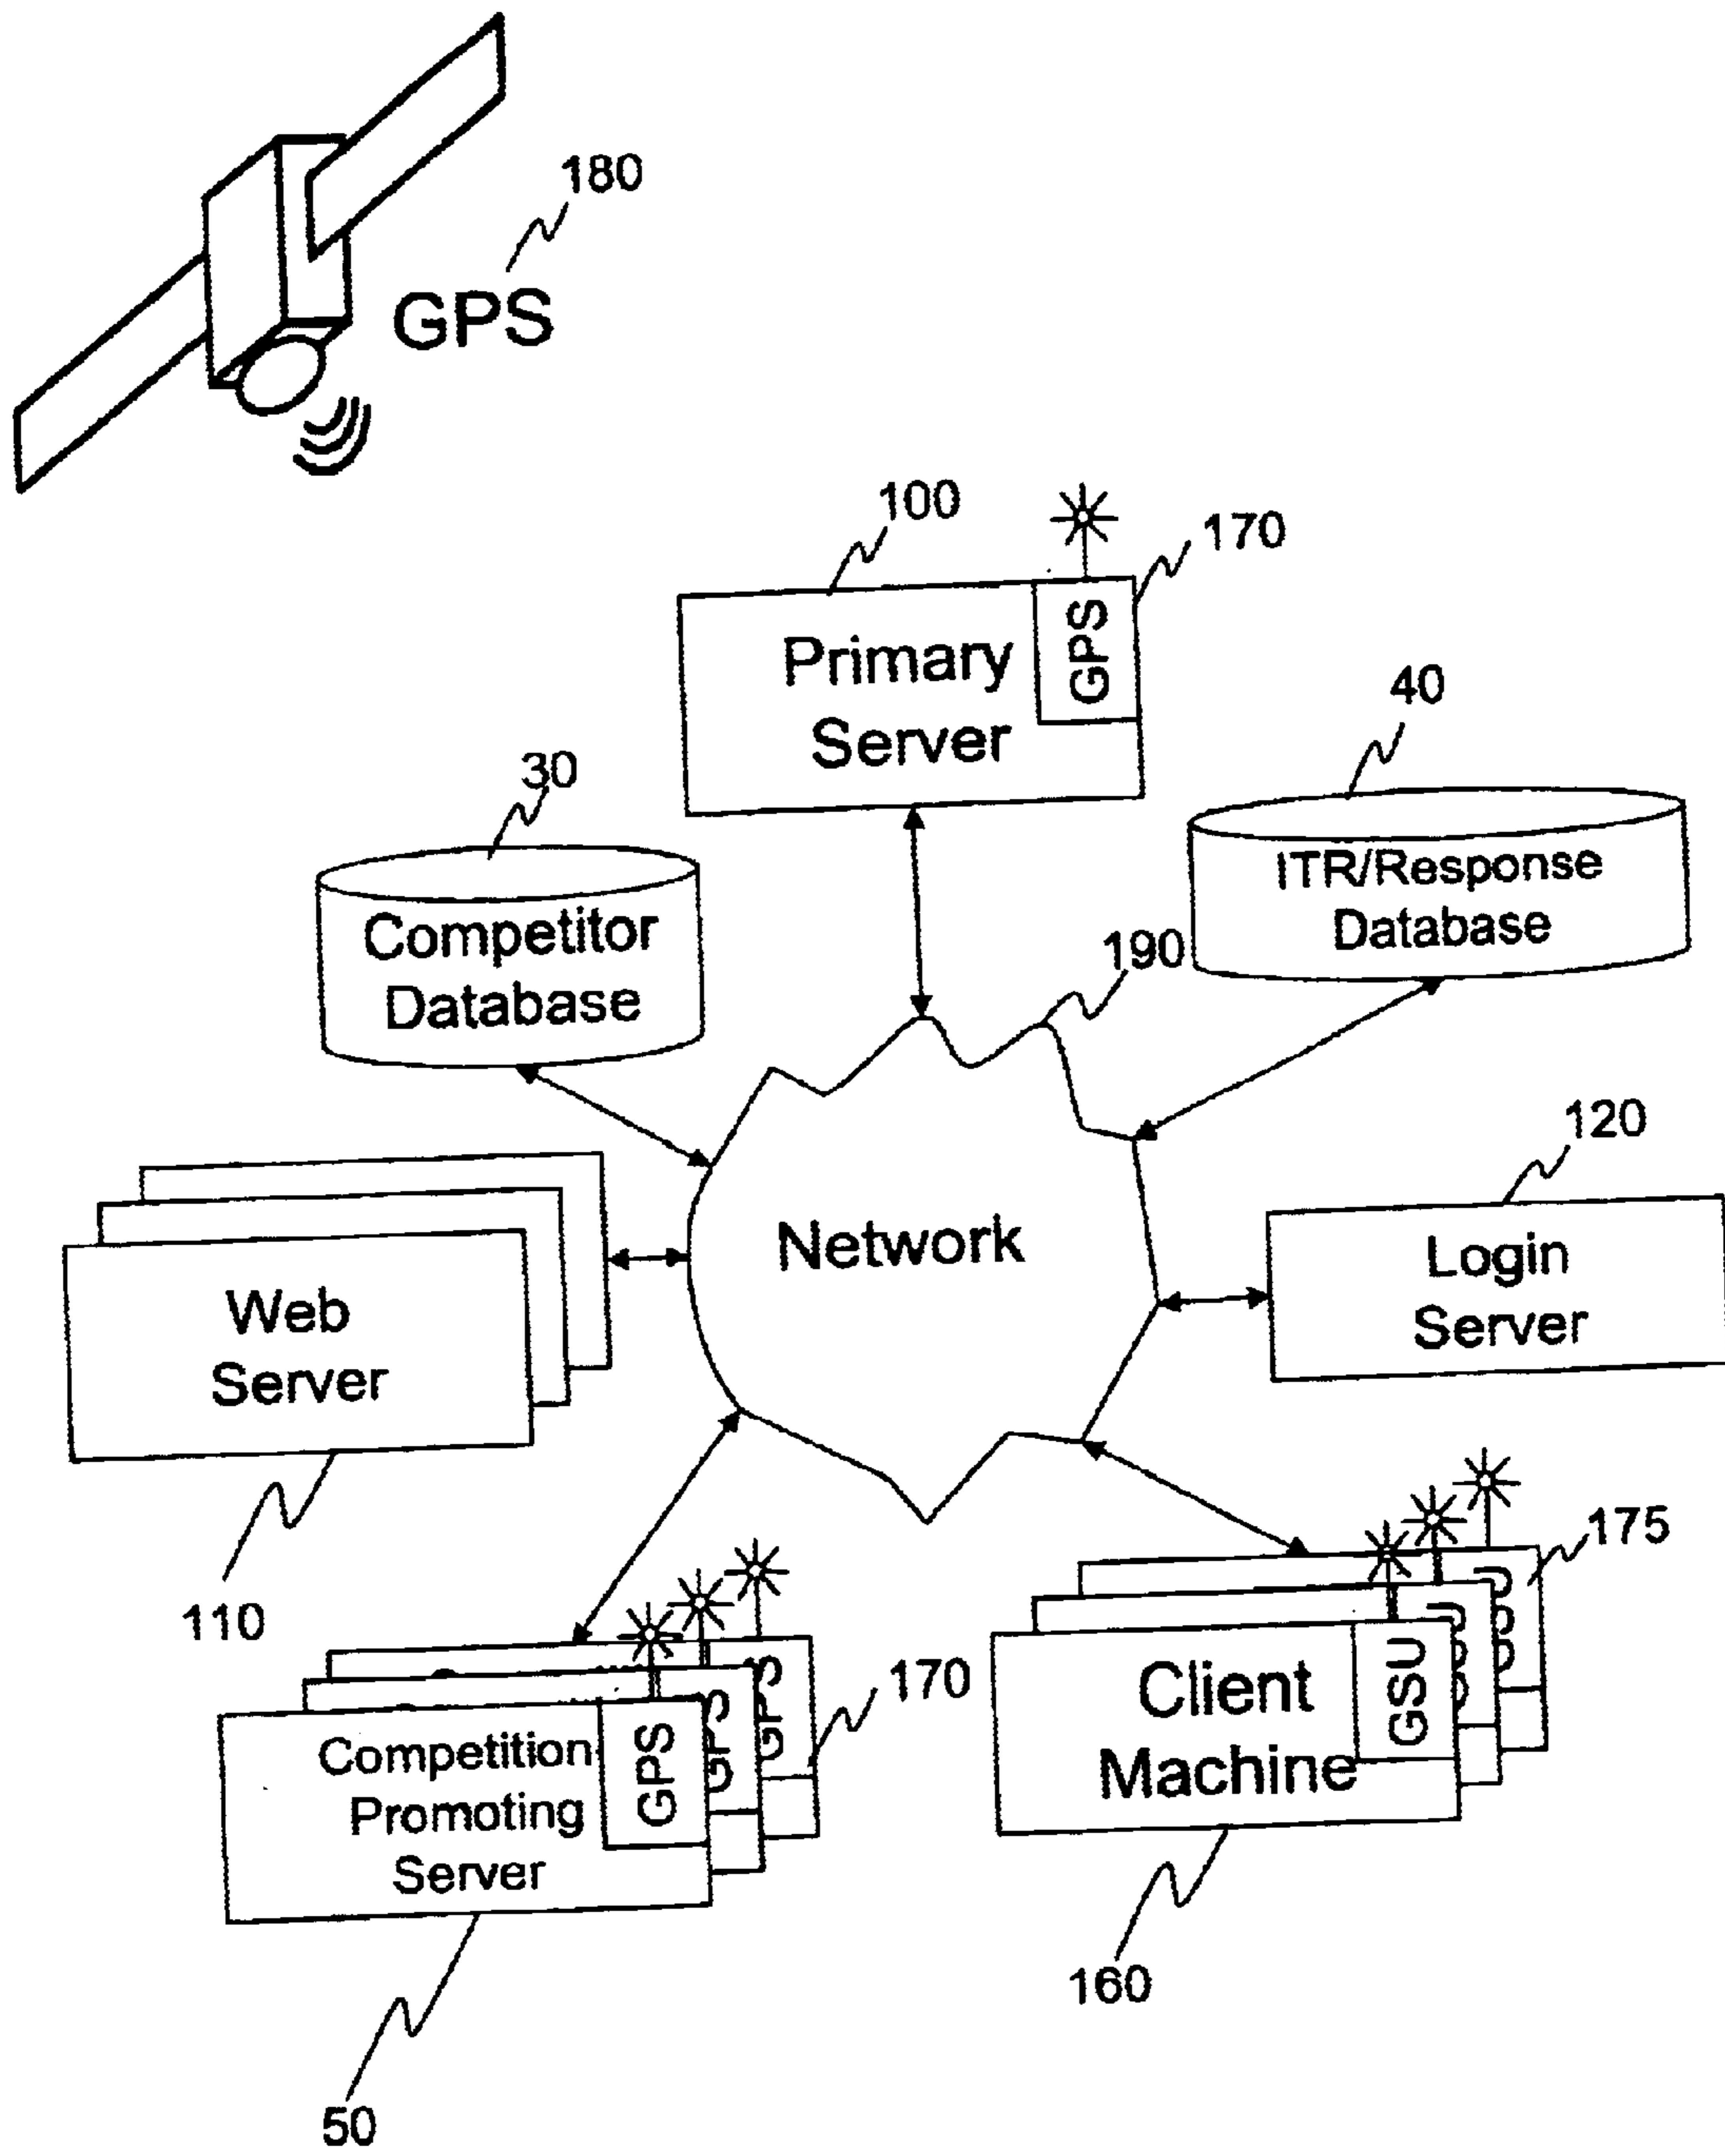 180
GPS
100
170
Primary
Server
GPS
40
30
ITR/Response
Database
Competitor
Database
190
120
Network
Login
Server
Web
Server
175
110
Client
Machine
GSU
170
Competition
Promoting
Server
GPS
GPS
GPS
160
50